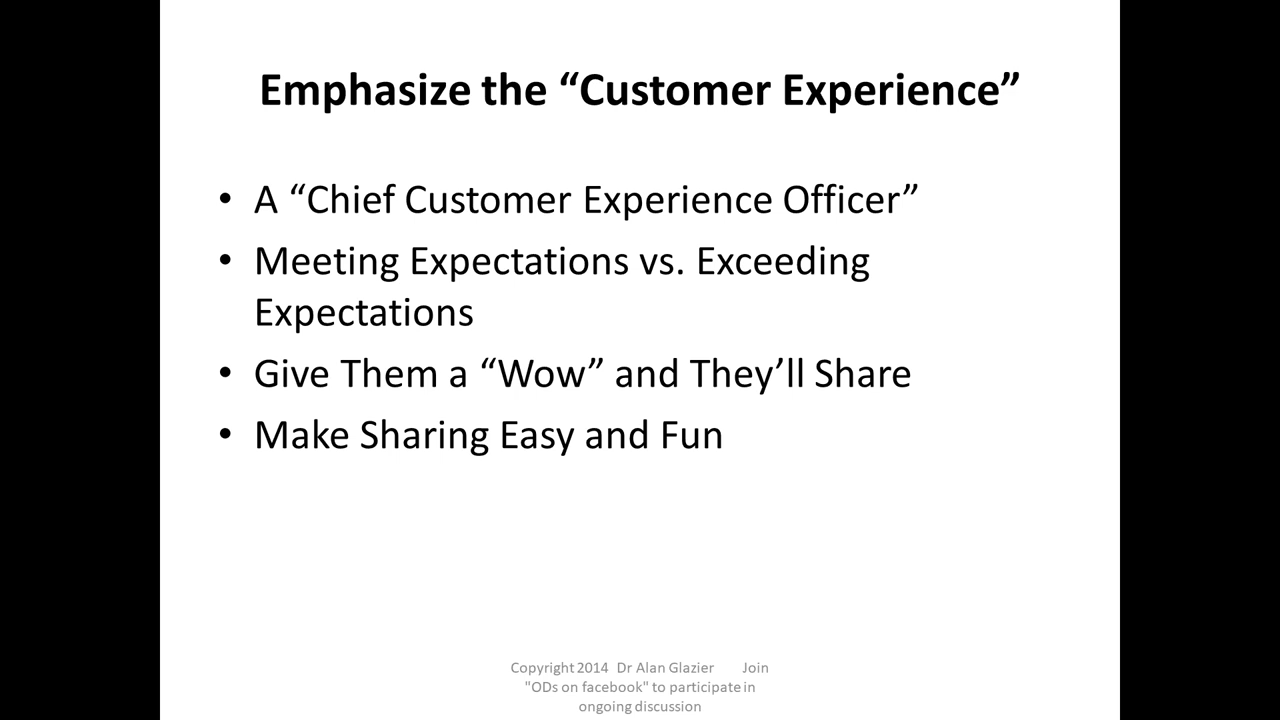 Emphasize the “Customer Experience”
• A “Chief Customer Experience Officer”
• Meeting Expectations vs. Exceeding
Expectations
• Give Them a “Wow” and They’ll Share
• Make Sharing Easy and Fun
Copyright 2014 Dr Alan Glazier Join
"ODs on facebook" to participate in
ongoing discussion